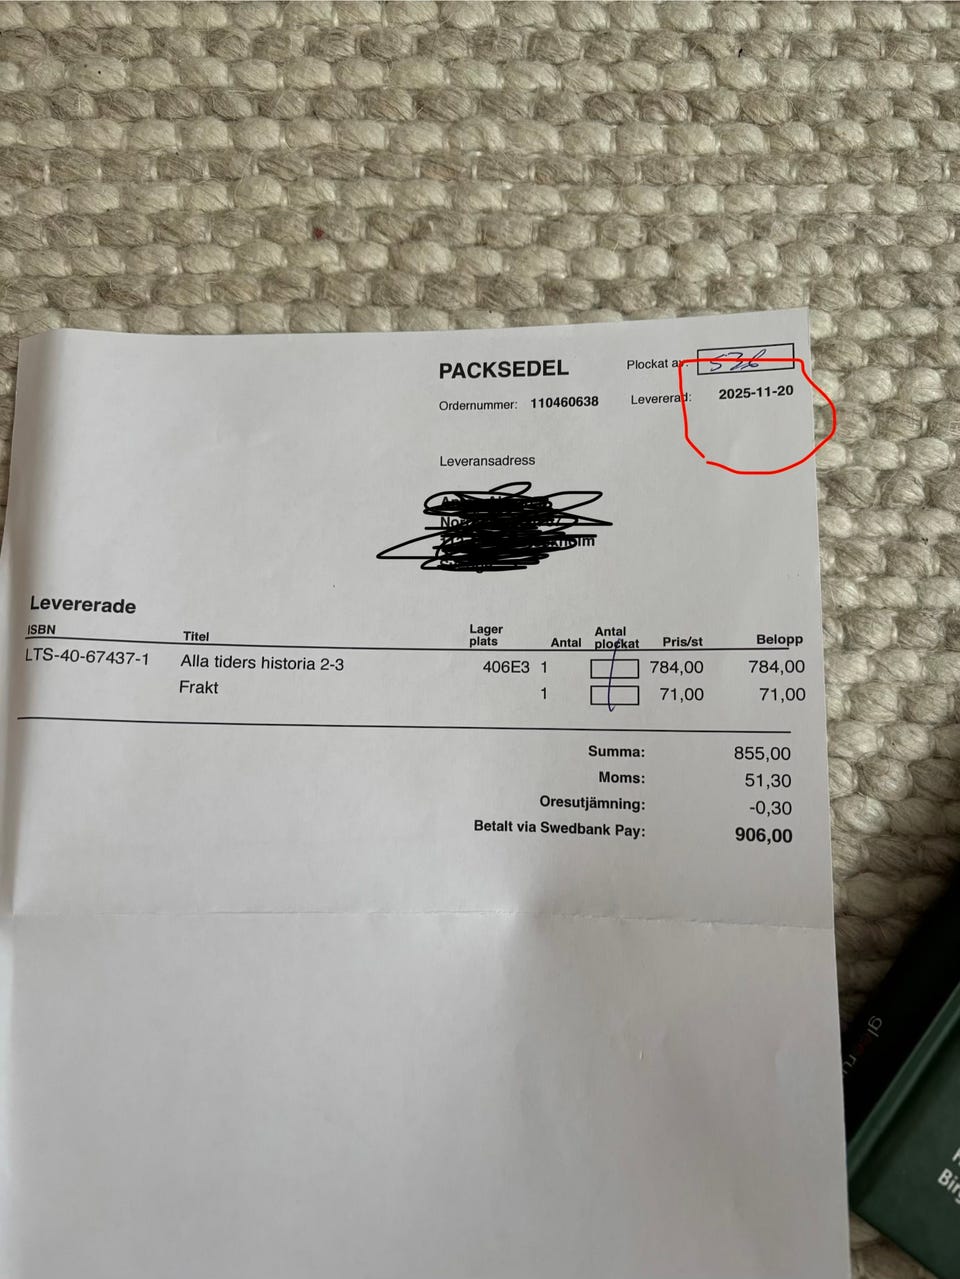 PACKSEDEL
Plockat av: 526
Ordernummer: 110460638
Levererad: 2025-11-20
Leveransadress
Levererade
ISBN Titel Lager plats Antal Antal plockat Pris/st Belopp
LTS-40-67437-1 Alla tiders historia 2-3 406E3 1 784,00 784,00
Frakt 1 71,00 71,00
Summa: 855,00
Moms: 51,30
Oresutjämning: -0,30
Betalt via Swedbank Pay: 906,00